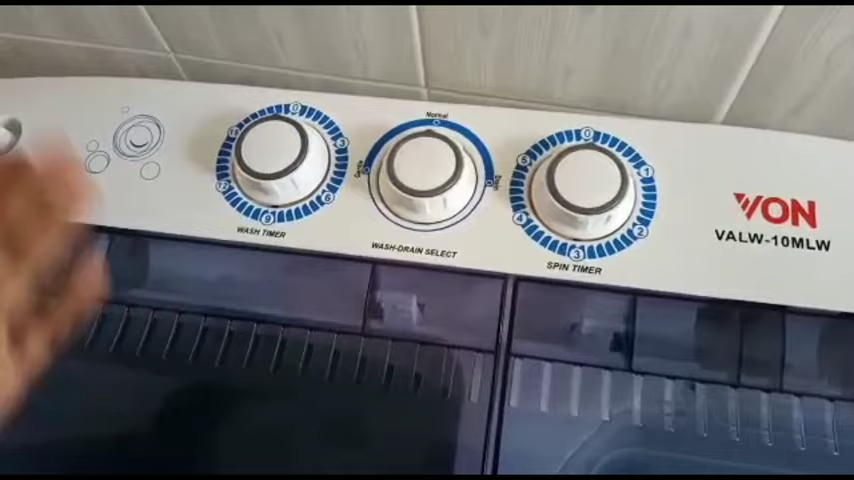 0
3
6
9
12
15
WASH TIMER
Gentle
Normal
Drain
WASH-DRAIN SELECT
0
1
2
3
4
5
SPIN TIMER
VON
VALW-10MLW